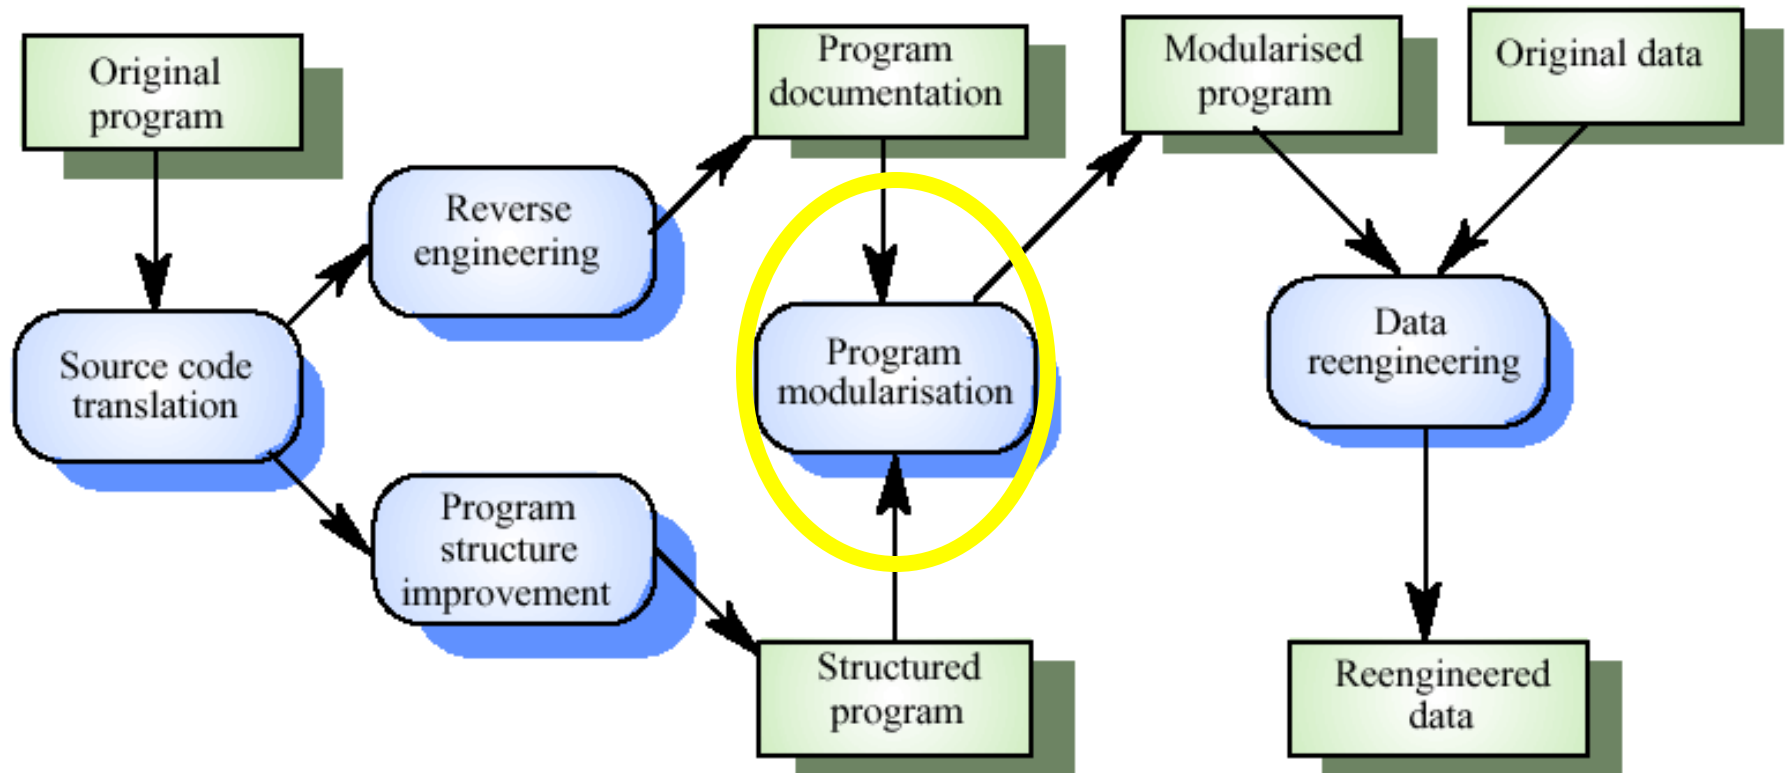 Original
program
Program
documentation
Modularised
program
Original data
Reverse
engineering
Source code
translation
Program
modularisation
Data
reengineering
Program
structure
improvement
Structured
program
Reengineered
data